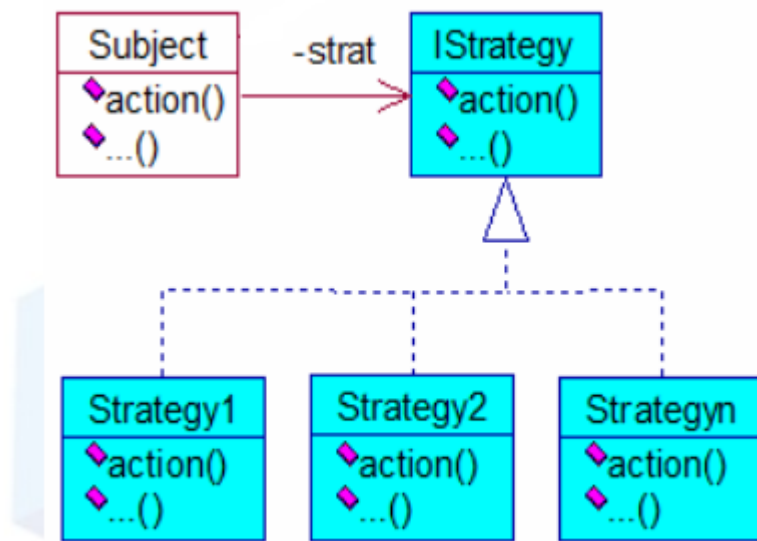 Subject
action()
...()
-strat
IStrategy
action()
...()
Strategy1
action()
...()
Strategy2
action()
...()
Strategyn
action()
...()